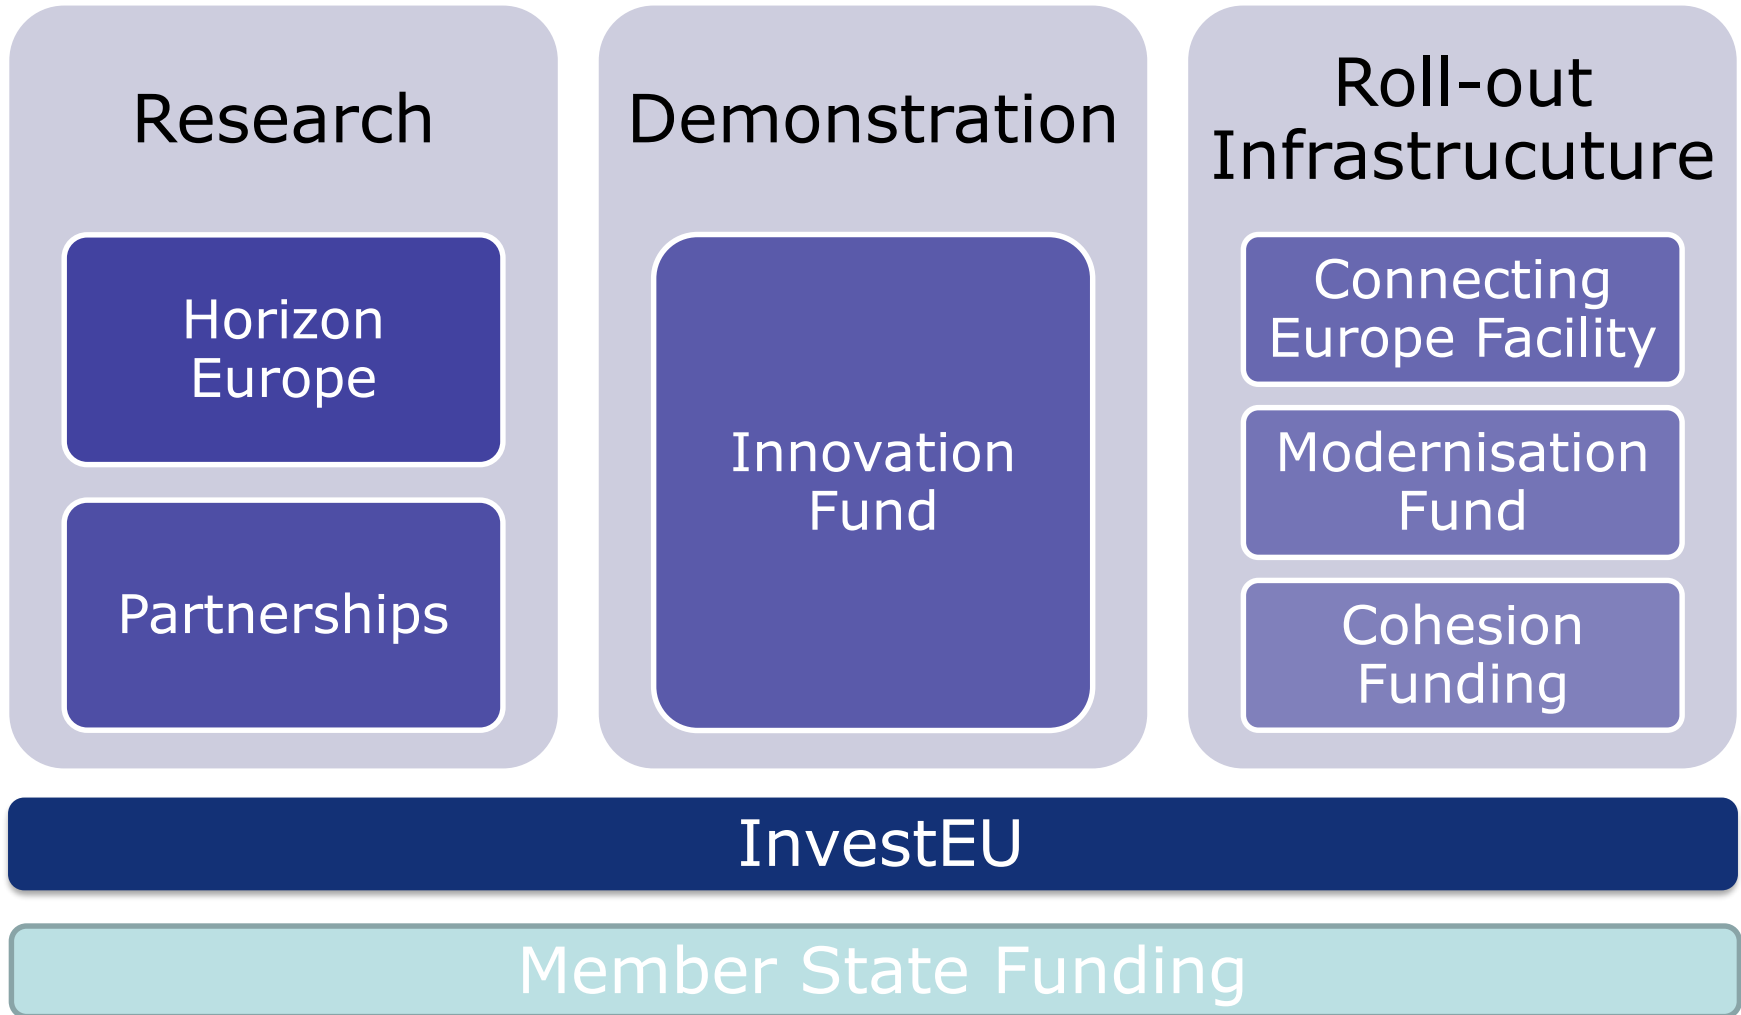 Research
Horizon
Europe
Partnerships
Demonstration
Innovation
Fund
Roll-out
Infrastrucuture
Connecting
Europe Facility
Modernisation
Fund
Cohesion
Funding
InvestEU
Member State Funding